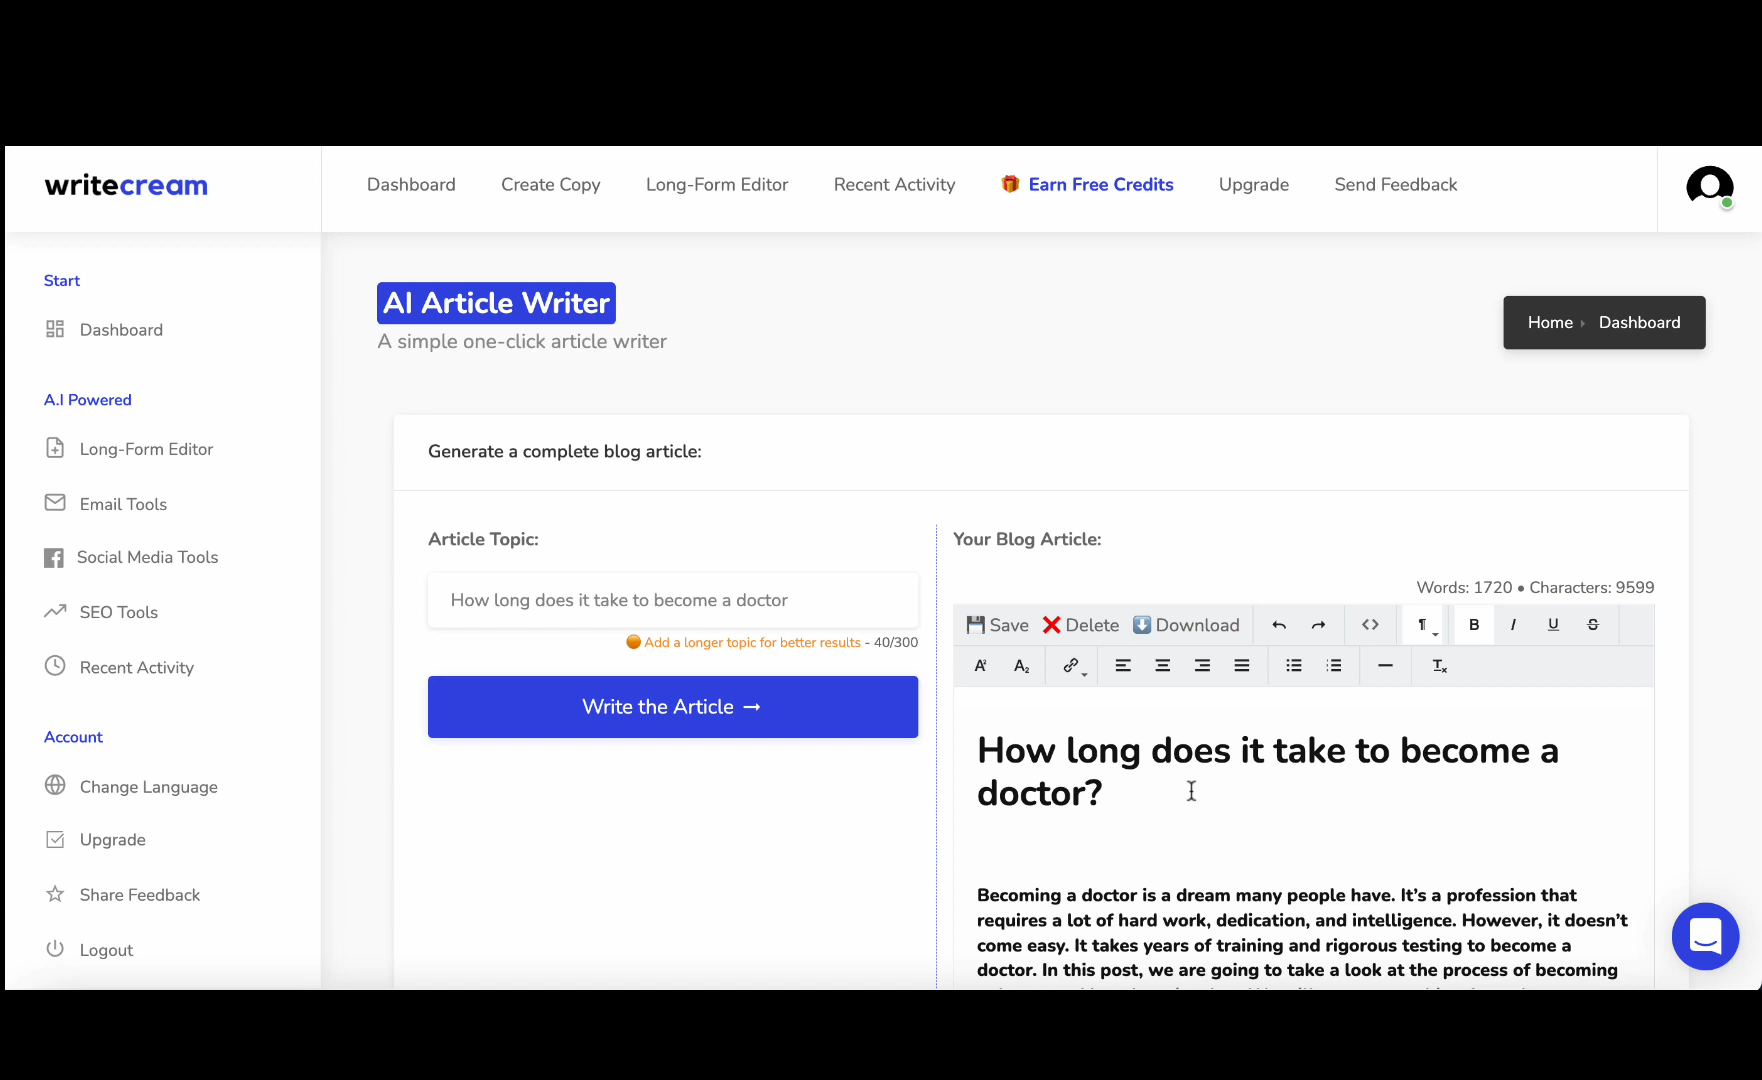 writecream
Dashboard
Create Copy
Long-Form Editor
Recent Activity
Earn Free Credits
Upgrade
Send Feedback
Start
Dashboard
A.I Powered
Long-Form Editor
Email Tools
Social Media Tools
SEO Tools
Recent Activity
Account
Change Language
Upgrade
Share Feedback
Logout
AI Article Writer
A simple one-click article writer
Home
Dashboard
Generate a complete blog article:
Article Topic:
How long does it take to become a doctor
Add a longer topic for better results - 40/300
Write the Article →
Your Blog Article:
Words: 1720 • Characters: 9599
Save Delete Download
How long does it take to become a
doctor?
Becoming a doctor is a dream many people have. It’s a profession that
requires a lot of hard work, dedication, and intelligence. However, it doesn’t
come easy. It takes years of training and rigorous testing to become a
doctor. In this post, we are going to take a look at the process of becoming